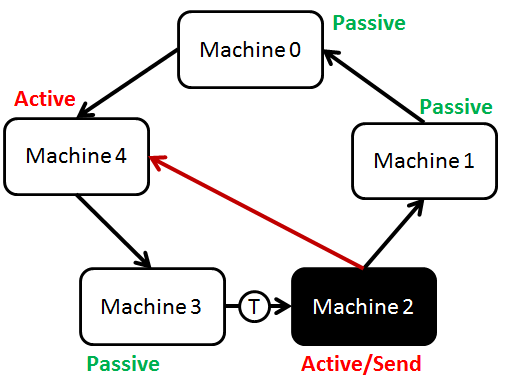 Passive
Machine 0
Active
Passive
Machine 4
Machine 1
Machine 3
T
Machine 2
Passive
Active/Send